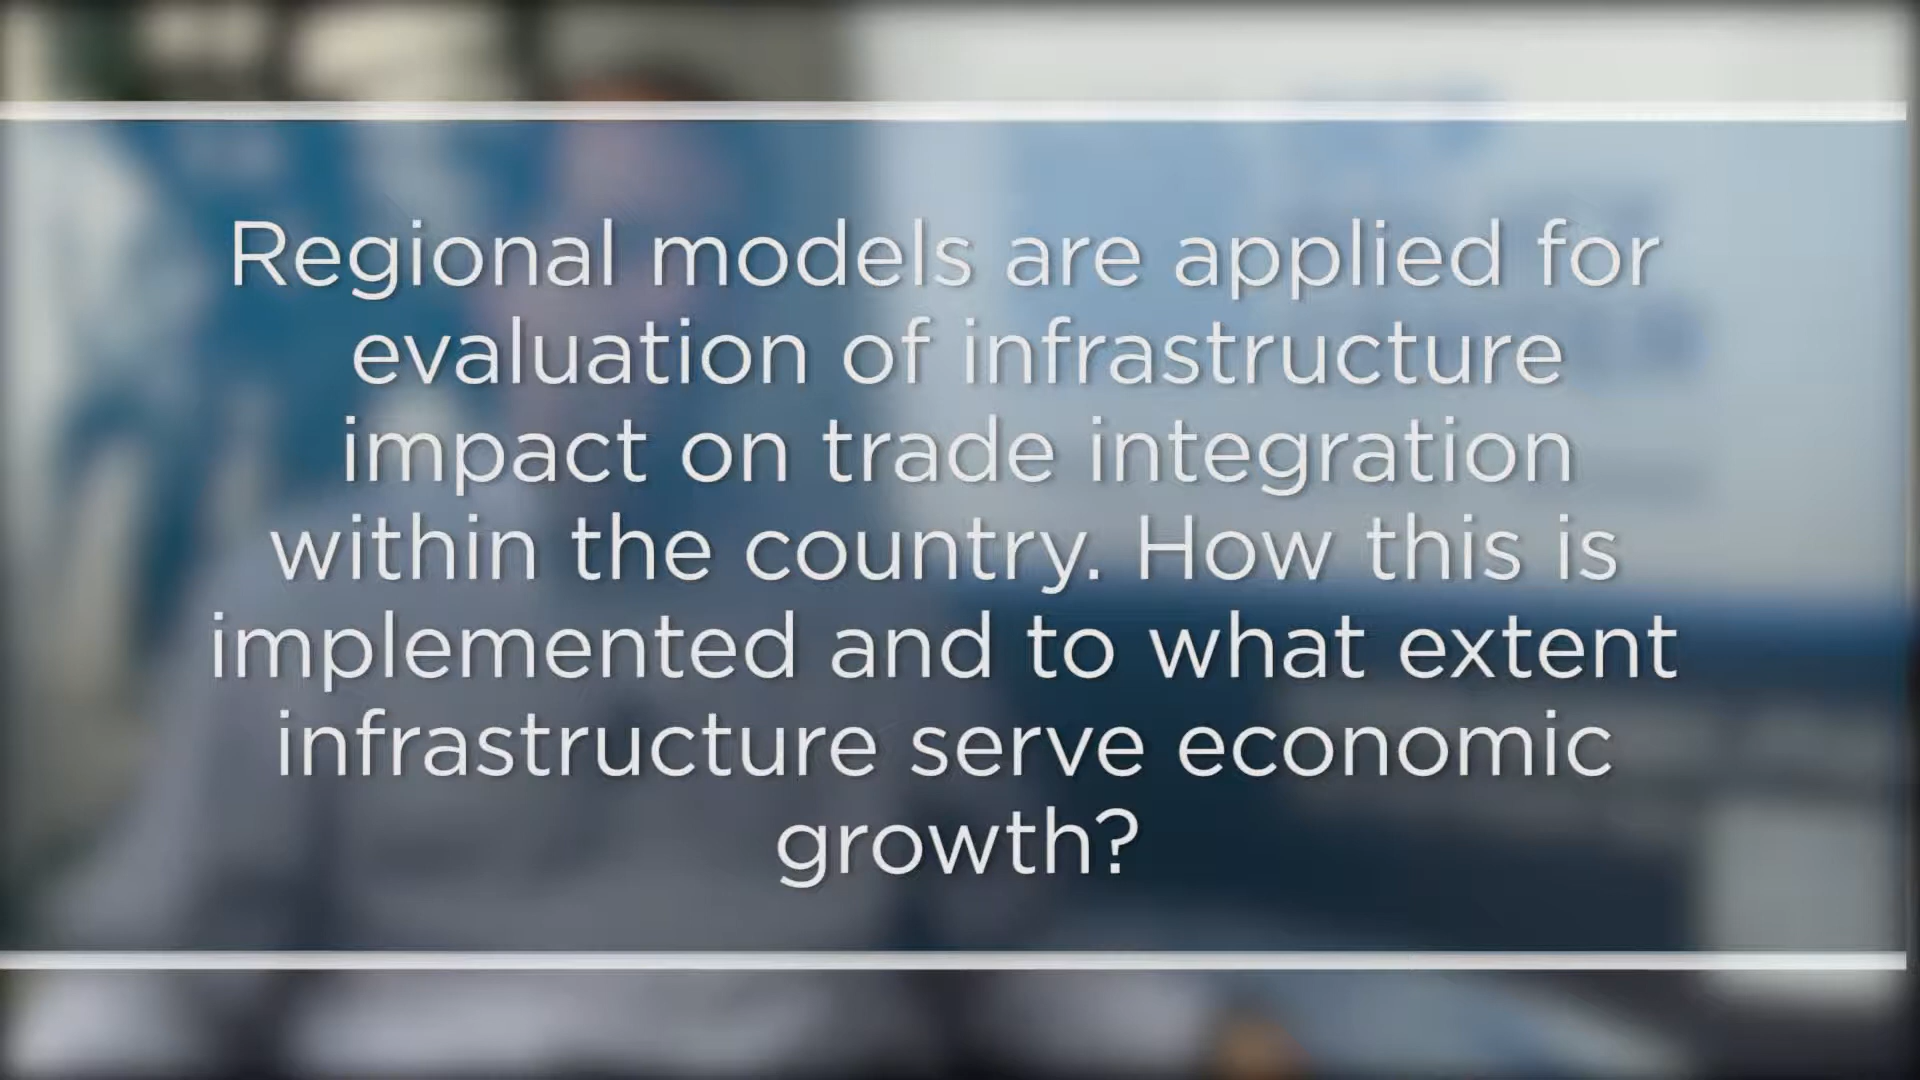 Regional models are applied for
evaluation of infrastructure
impact on trade integration
within the country. How this is
implemented and to what extent
infrastructure serve economic
growth?